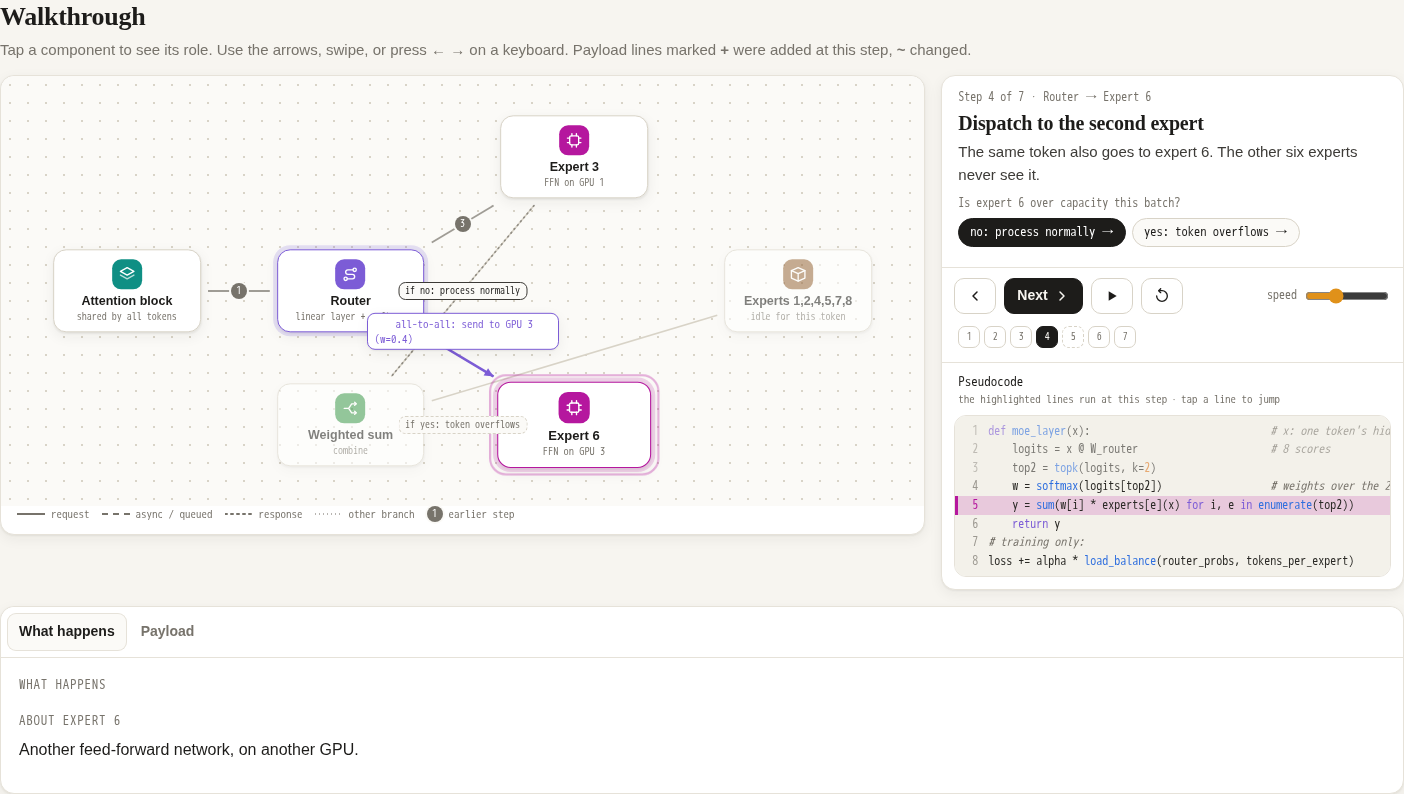 Walkthrough
Tap a component to see its role. Use the arrows, swipe, or press ← → on a keyboard. Payload lines marked + were added at this step, ~ changed.
Expert 3
FFN on GPU 1
3
Attention block
shared by all tokens
1
Router
linear layer +
if no: process normally
all-to-all: send to GPU 3
(w=0.4)
Experts 1,2,4,5,7,8
idle for this token
Weighted sum
combine
if yes: token overflows
Expert 6
FFN on GPU 3
request
async / queued
response
other branch
1 earlier step
Step 4 of 7 · Router → Expert 6
Dispatch to the second expert
The same token also goes to expert 6. The other six experts
never see it.
Is expert 6 over capacity this batch?
no: process normally →
yes: token overflows →
Next
speed
1 2 3 4 5 6 7
Pseudocode
the highlighted lines run at this step · tap a line to jump
1 def moe_layer(x): # x: one token's hid
2 logits = x @ W_router # 8 scores
3 top2 = topk(logits, k=2)
4 w = softmax(logits[top2]) # weights over the 2
5 y = sum(w[i] * experts[e](x) for i, e in enumerate(top2))
6 return y
7 # training only:
8 loss += alpha * load_balance(router_probs, tokens_per_expert)
What happens
Payload
WHAT HAPPENS
ABOUT EXPERT 6
Another feed-forward network, on another GPU.